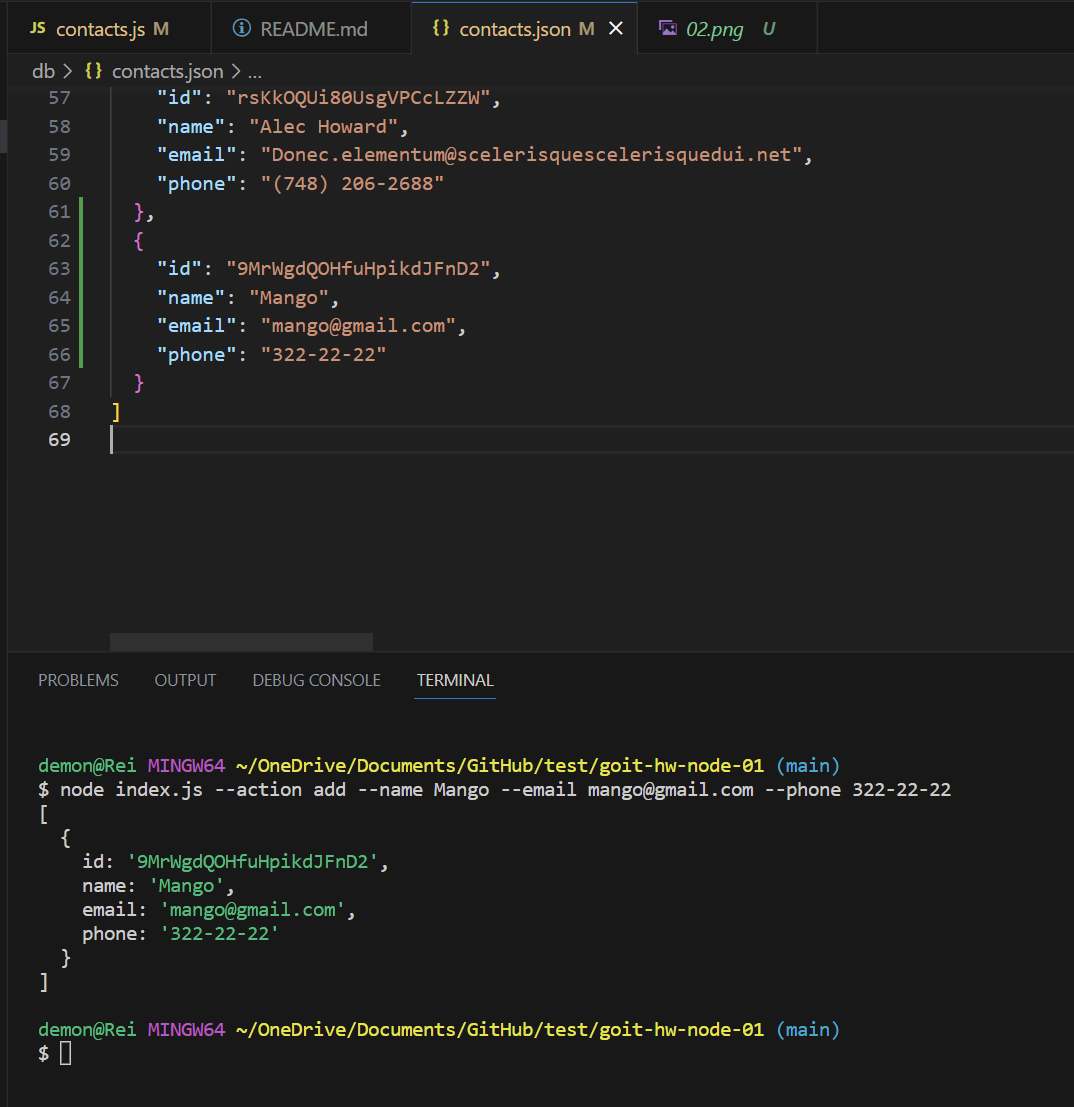 JS contacts.js M README.md {} contacts.json M 02.png U
db > {} contacts.json > ...
57 "id": "rsKkOQUi80UsgVPCcLZZW",
58 "name": "Alec Howard",
59 "email": "Donec.elementum@scelerisquescelerisquedui.net",
60 "phone": "(748) 206-2688"
61 },
62 {
63 "id": "9MrWgdQOHfuHpikdJFnD2",
64 "name": "Mango",
65 "email": "mango@gmail.com",
66 "phone": "322-22-22"
67 }
68 ]
69
PROBLEMS OUTPUT DEBUG CONSOLE TERMINAL
demon@Rei MINGW64 ~/OneDrive/Documents/GitHub/test/goit-hw-node-01 (main)
$ node index.js --action add --name Mango --email mango@gmail.com --phone 322-22-22
[
{
id: '9MrWgdQOHfuHpikdJFnD2',
name: 'Mango',
email: 'mango@gmail.com',
phone: '322-22-22'
}
]
demon@Rei MINGW64 ~/OneDrive/Documents/GitHub/test/goit-hw-node-01 (main)
$